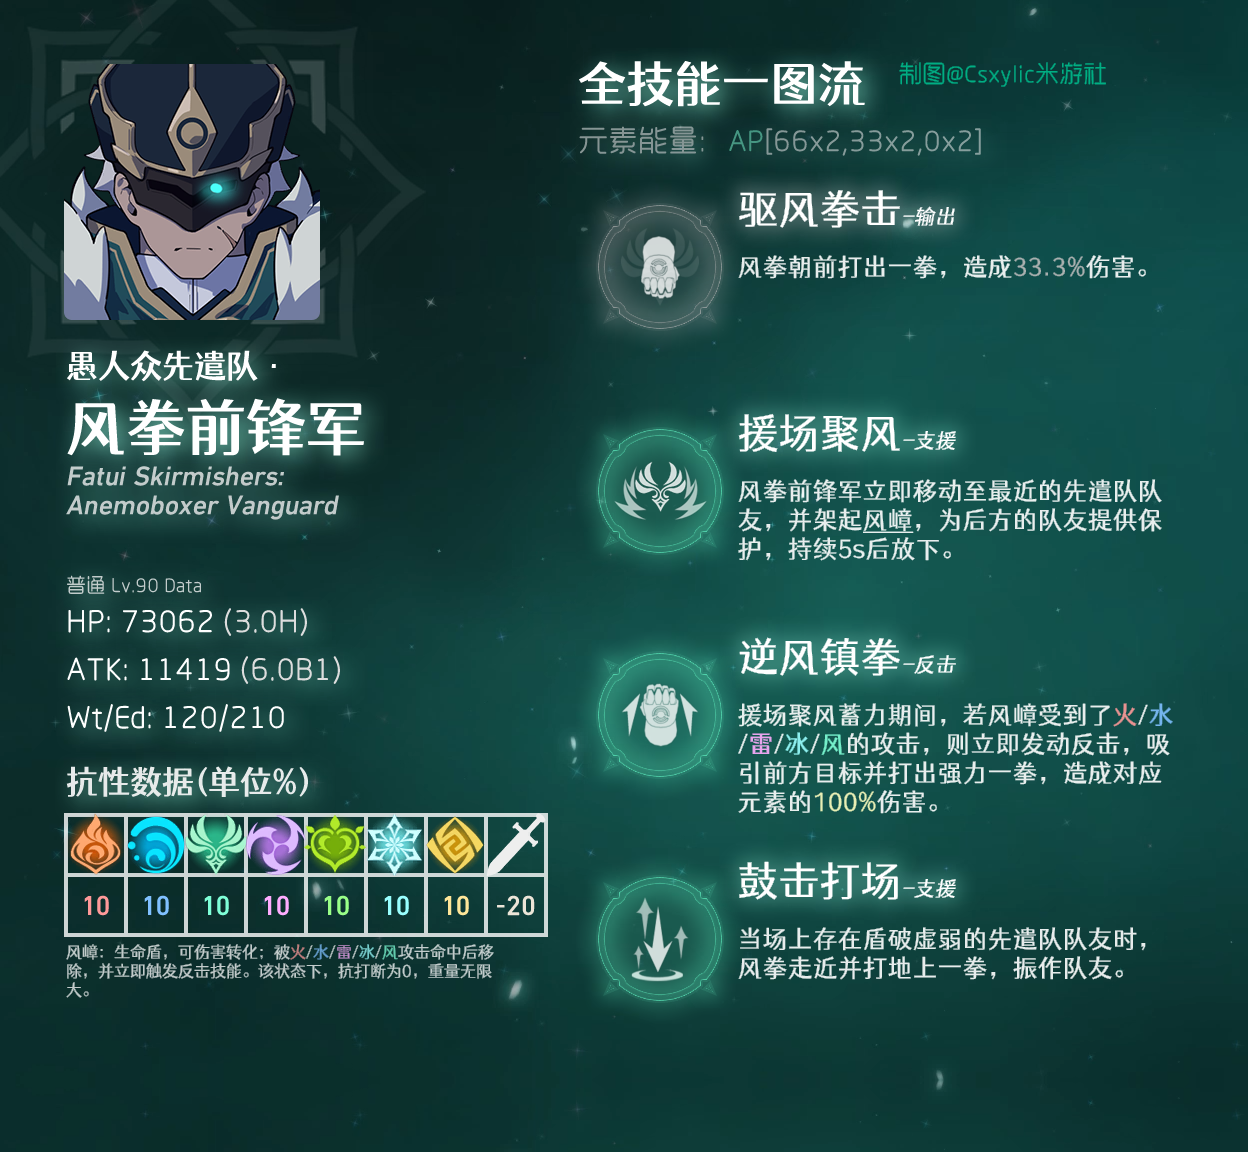 全技能一图流
制图@Csxylic米游社
元素能量：AP[66x2,33x2,0x2]
愚人众先遣队 ·
风拳前锋军
Fatui Skirmishers:
Anemoboxer Vanguard
普通 Lv.90 Data
HP: 73062 (3.0H)
ATK: 11419 (6.0B1)
Wt/Ed: 120/210
抗性数据(单位%)
10 10 10 10 10 10 10 -20
风嶂：生命盾，可伤害转化；被火/水/雷/冰/风攻击命中后移
除，并立即触发反击技能。该状态下，抗打断为0，重量无限
大。
驱风拳击-输出
风拳朝前打出一拳，造成33.3%伤害。
援场聚风-支援
风拳前锋军立即移动至最近的先遣队队
友，并架起风嶂，为后方的队友提供保
护，持续5s后放下。
逆风镇拳-反击
援场聚风蓄力期间，若风嶂受到了火/水
/雷/冰/风的攻击，则立即发动反击，吸
引前方目标并打出强力一拳，造成对应
元素的100%伤害。
鼓击打场-支援
当场上存在盾破虚弱的先遣队队友时，
风拳走近并打地上一拳，振作队友。